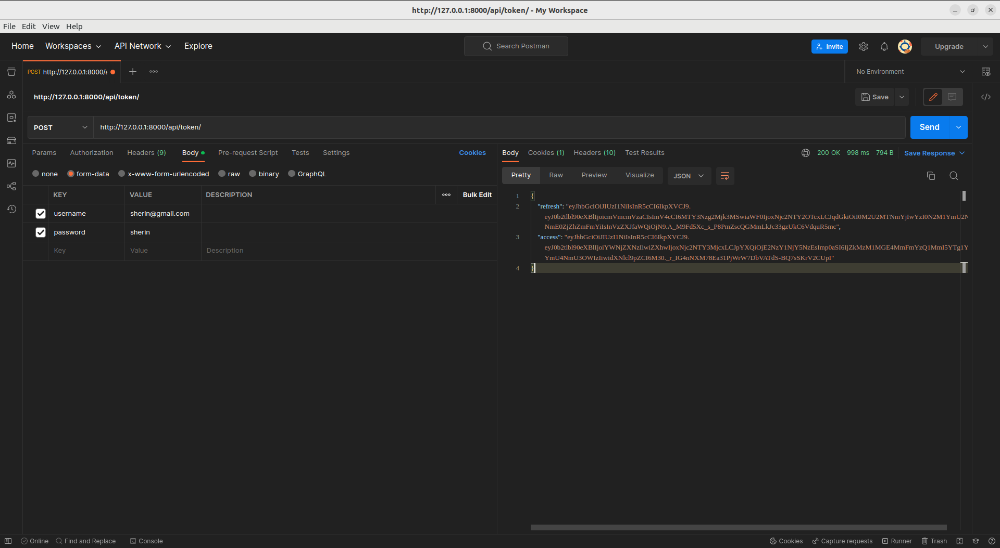 http://127.0.0.1:8000/api/token/ - My Workspace
File Edit View Help
Home Workspaces API Network Explore Search Postman Invite Upgrade
POST http://127.0.0.1:8000/a No Environment
http://127.0.0.1:8000/api/token/ Save
POST http://127.0.0.1:8000/api/token/ Send
Params Authorization Headers (9) Body Pre-request Script Tests Settings Cookies
none form-data x-www-form-urlencoded raw binary GraphQL
KEY VALUE DESCRIPTION Bulk Edit
username sherin@gmail.com
password sherin
Key Value Description
Body Cookies (1) Headers (10) Test Results 200 OK 998 ms 794 B Save Response
Pretty Raw Preview Visualize JSON
1 {
2 "refresh": "eyJhbGciOiJIUzI1NiIsInR5cCI6IkpXVCJ9.
eyJ0b2tlbl90eXBlIjoicmVmcmVzaCIsImV4cCI6MTY3Nzg2Mjk3MSwiaWF0IjoxNjc2NTY2OTcxLCJqdGkiOiI0M2U2MTNmYjIwYzI0N2M1YmU2N
NmE0ZjZhZmFmYiIsInVzZXJfaWQiOjN9.A_M9Fd5Xc_s_P8PmZscQGMmLkJc33gzUkC6VdquR5mc",
3 "access": "eyJhbGciOiJIUzI1NiIsInR5cCI6IkpXVCJ9.
eyJ0b2tlbl90eXBlIjoiYWNjZXNzIiwiZXhwIjoxNjc2NTY3MjcxLCJpYXQiOjE2NzY1NjY5NzEsImp0aSI6IjZkMzM1MGE4MmFmYzQ1MmI5YTg1Y
YmU4NmU3OWIzIiwidXNlcl9pZCI6M30._r_IG4nNXM78Ea31PjWrW7DbVATdS-BQ7sSKrV2CUpI"
4 }
Online Find and Replace Console Cookies Capture requests Runner Trash